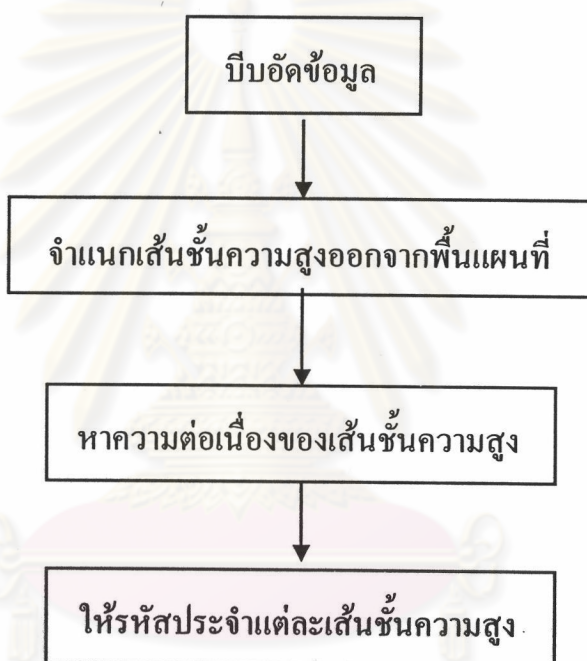 บีบอัดข้อมูล
จำแนกเส้นชั้นความสูงออกจากพื้นแผนที่
หาความต่อเนื่องของเส้นชั้นความสูง
ให้รหัสประจำแต่ละเส้นชั้นความสูง